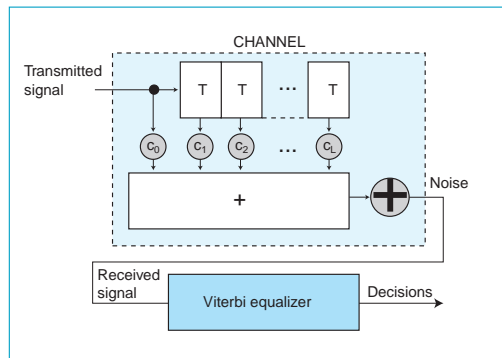 CHANNEL
Transmitted
signal
T T ... T
c0 c1 c2 ... cL
+
Noise
Received
signal
Viterbi equalizer
Decisions